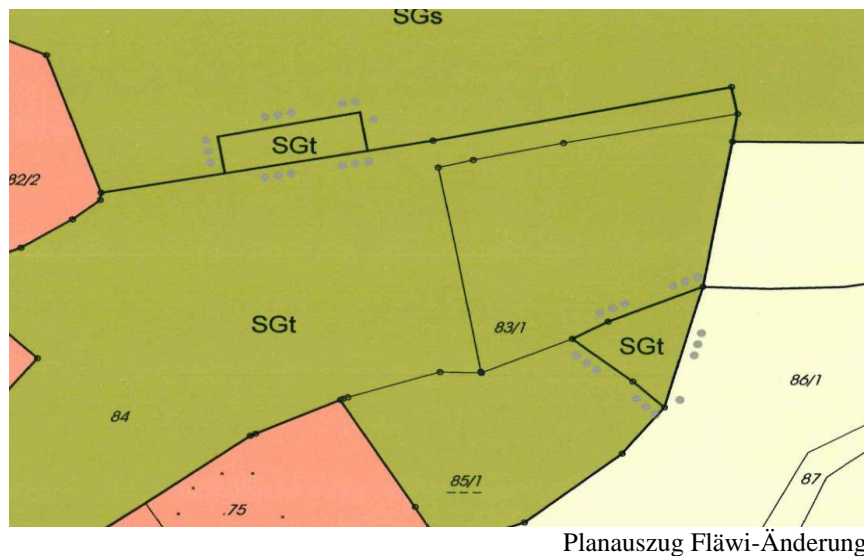 SGs
SGt
82/2
SGt
83/1
SGt
86/1
84
85/1
87
.75
Planauszug Fläwi-Änderung